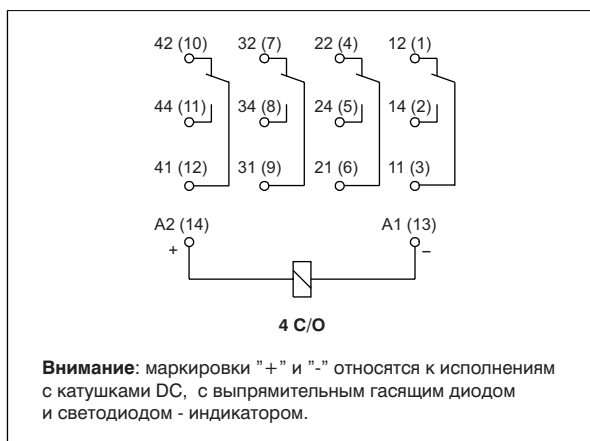 42 (10) 32 (7) 22 (4) 12 (1)
44 (11) 34 (8) 24 (5) 14 (2)
41 (12) 31 (9) 21 (6) 11 (3)
A2 (14) A1 (13)
+ –
4 C/O
Внимание: маркировки "+" и "-" относятся к исполнениям
с катушками DC, с выпрямительным гасящим диодом
и светодиодом - индикатором.